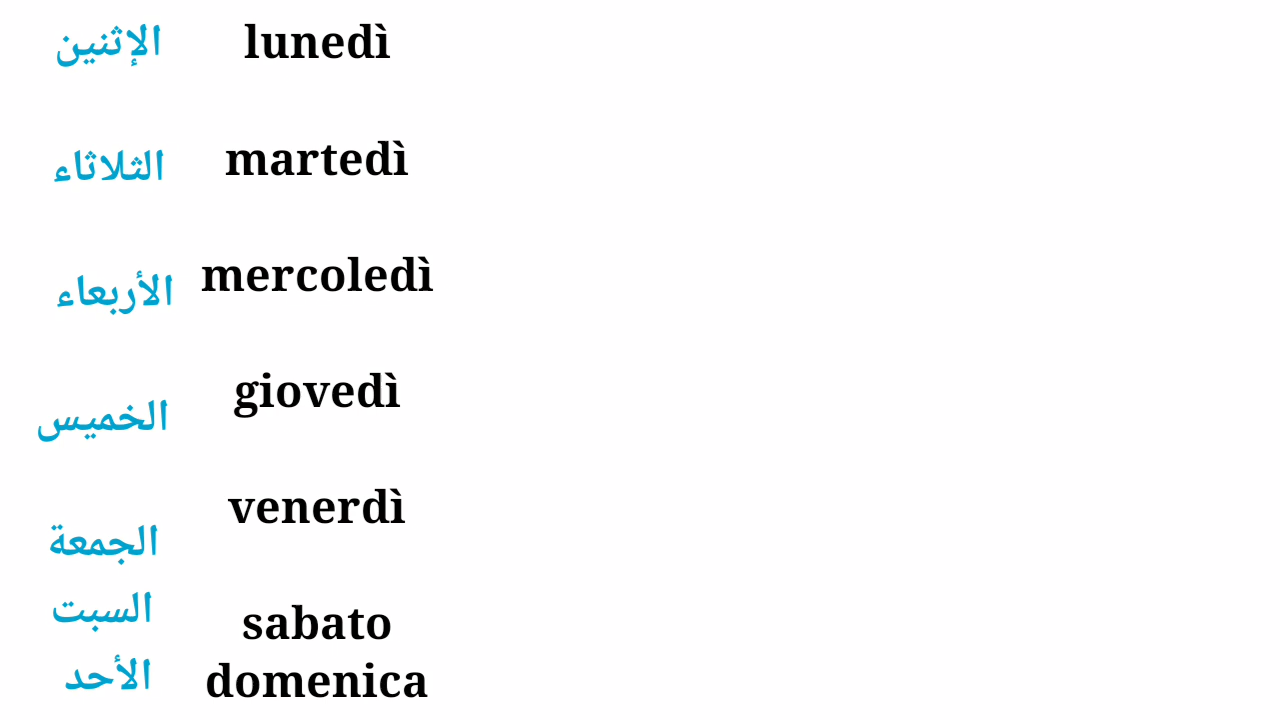 الإثنين lunedì
الثلاثاء martedì
الأربعاء mercoledì
الخميس giovedì
الجمعة venerdì
السبت sabato
الأحد domenica